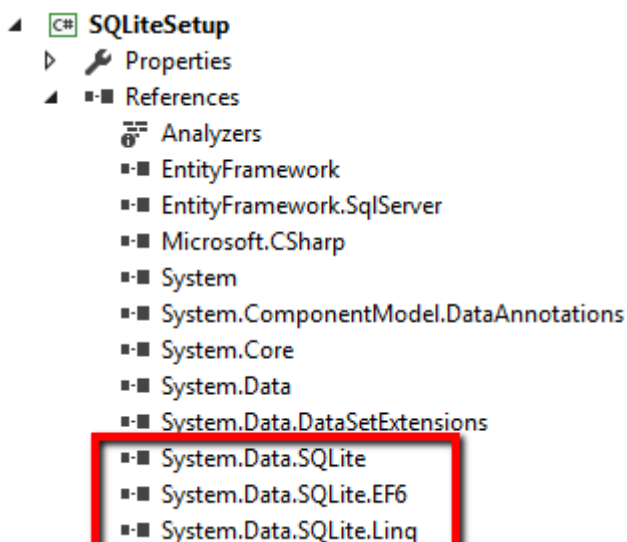 C# SQLiteSetup
Properties
References
Analyzers
EntityFramework
EntityFramework.SqlServer
Microsoft.CSharp
System
System.ComponentModel.DataAnnotations
System.Core
System.Data
System.Data.DataSetExtensions
System.Data.SQLite
System.Data.SQLite.EF6
System.Data.SQLite.Linq